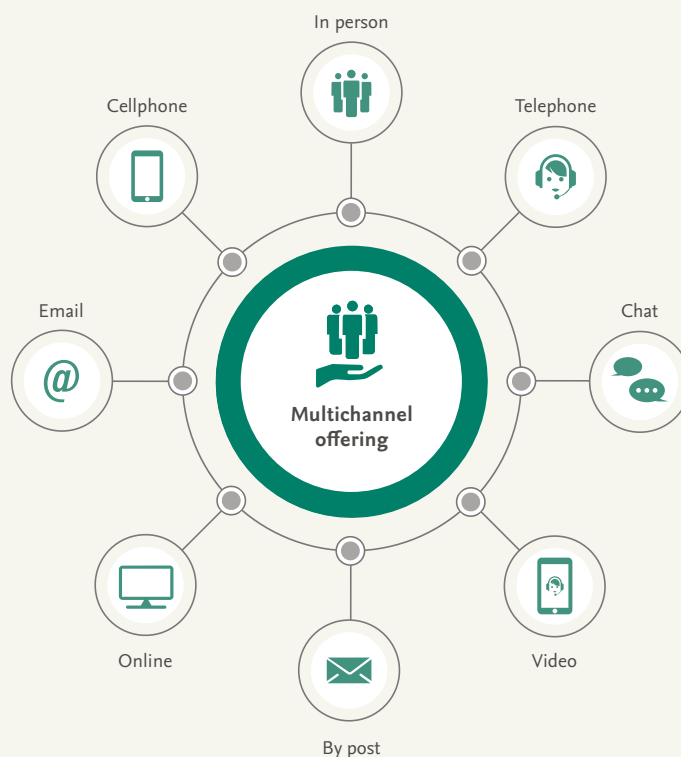 In person
Cellphone
Telephone
Email
@
Chat
Multichannel
offering
Online
Video
By post